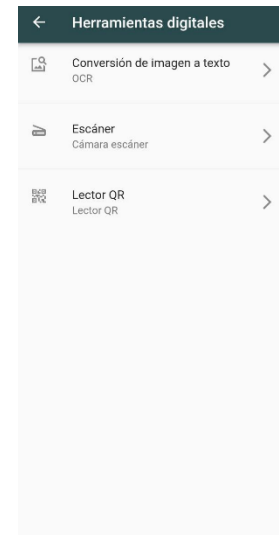 Herramientas digitales
Conversión de imagen a texto
OCR
Escáner
Cámara escáner
Lector QR
Lector QR